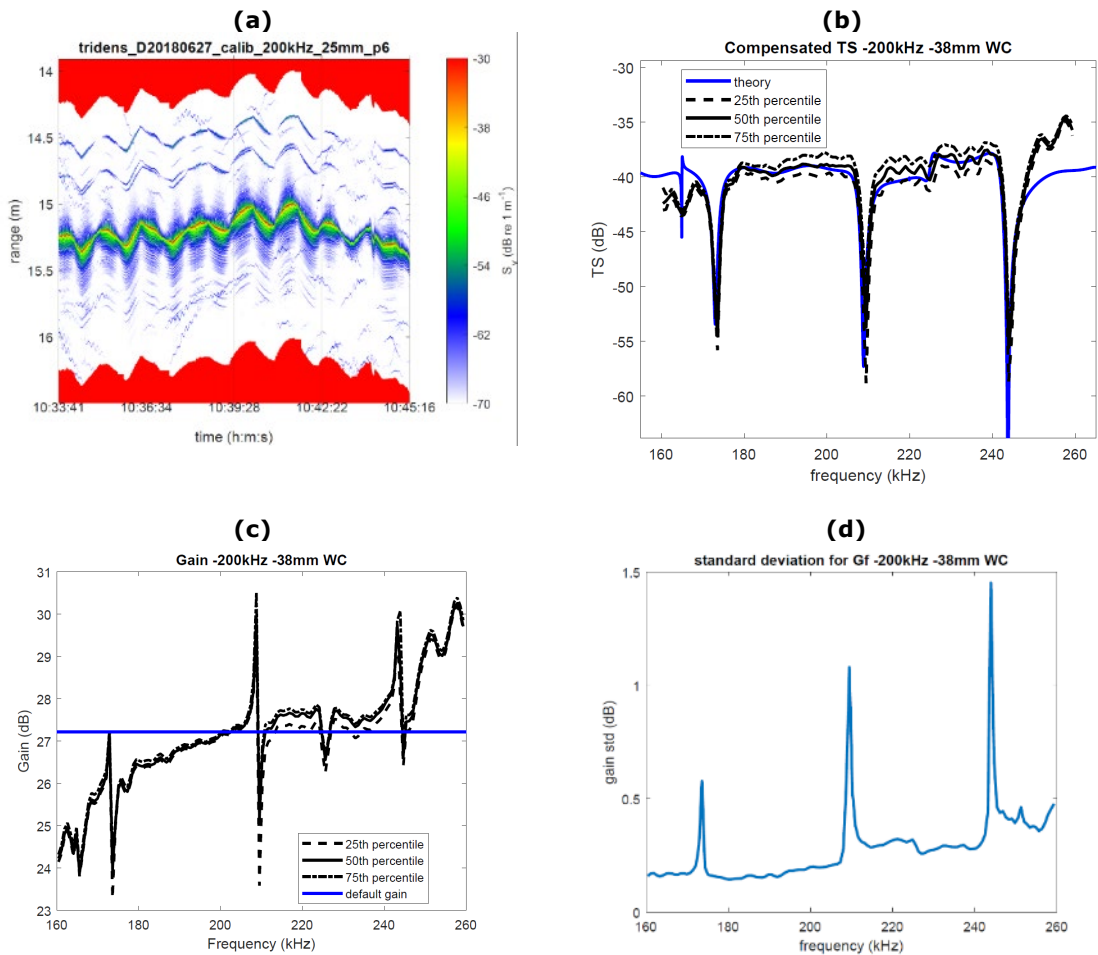 (a)
tridens_D20180627_calib_200kHz_25mm_p6
14
14.5
15
15.5
16
range (m)
10:33:41 10:36:34 10:39:28 10:42:22 10:45:16
time (h:m:s)
-30
-38
-46
-54
-62
-70
Sv (dB re 1 m-1)
(b)
Compensated TS -200kHz -38mm WC
theory
25th percentile
50th percentile
75th percentile
-30
-35
-40
-45
-50
-55
-60
TS (dB)
160 180 200 220 240 260
frequency (kHz)
(c)
Gain -200kHz -38mm WC
31
30
29
28
27
26
25
24
23
Gain (dB)
25th percentile
50th percentile
75th percentile
default gain
160 180 200 220 240 260
Frequency (kHz)
(d)
standard deviation for Gf -200kHz -38mm WC
1.5
1
0.5
0
gain std (dB)
160 180 200 220 240 260
frequency (kHz)